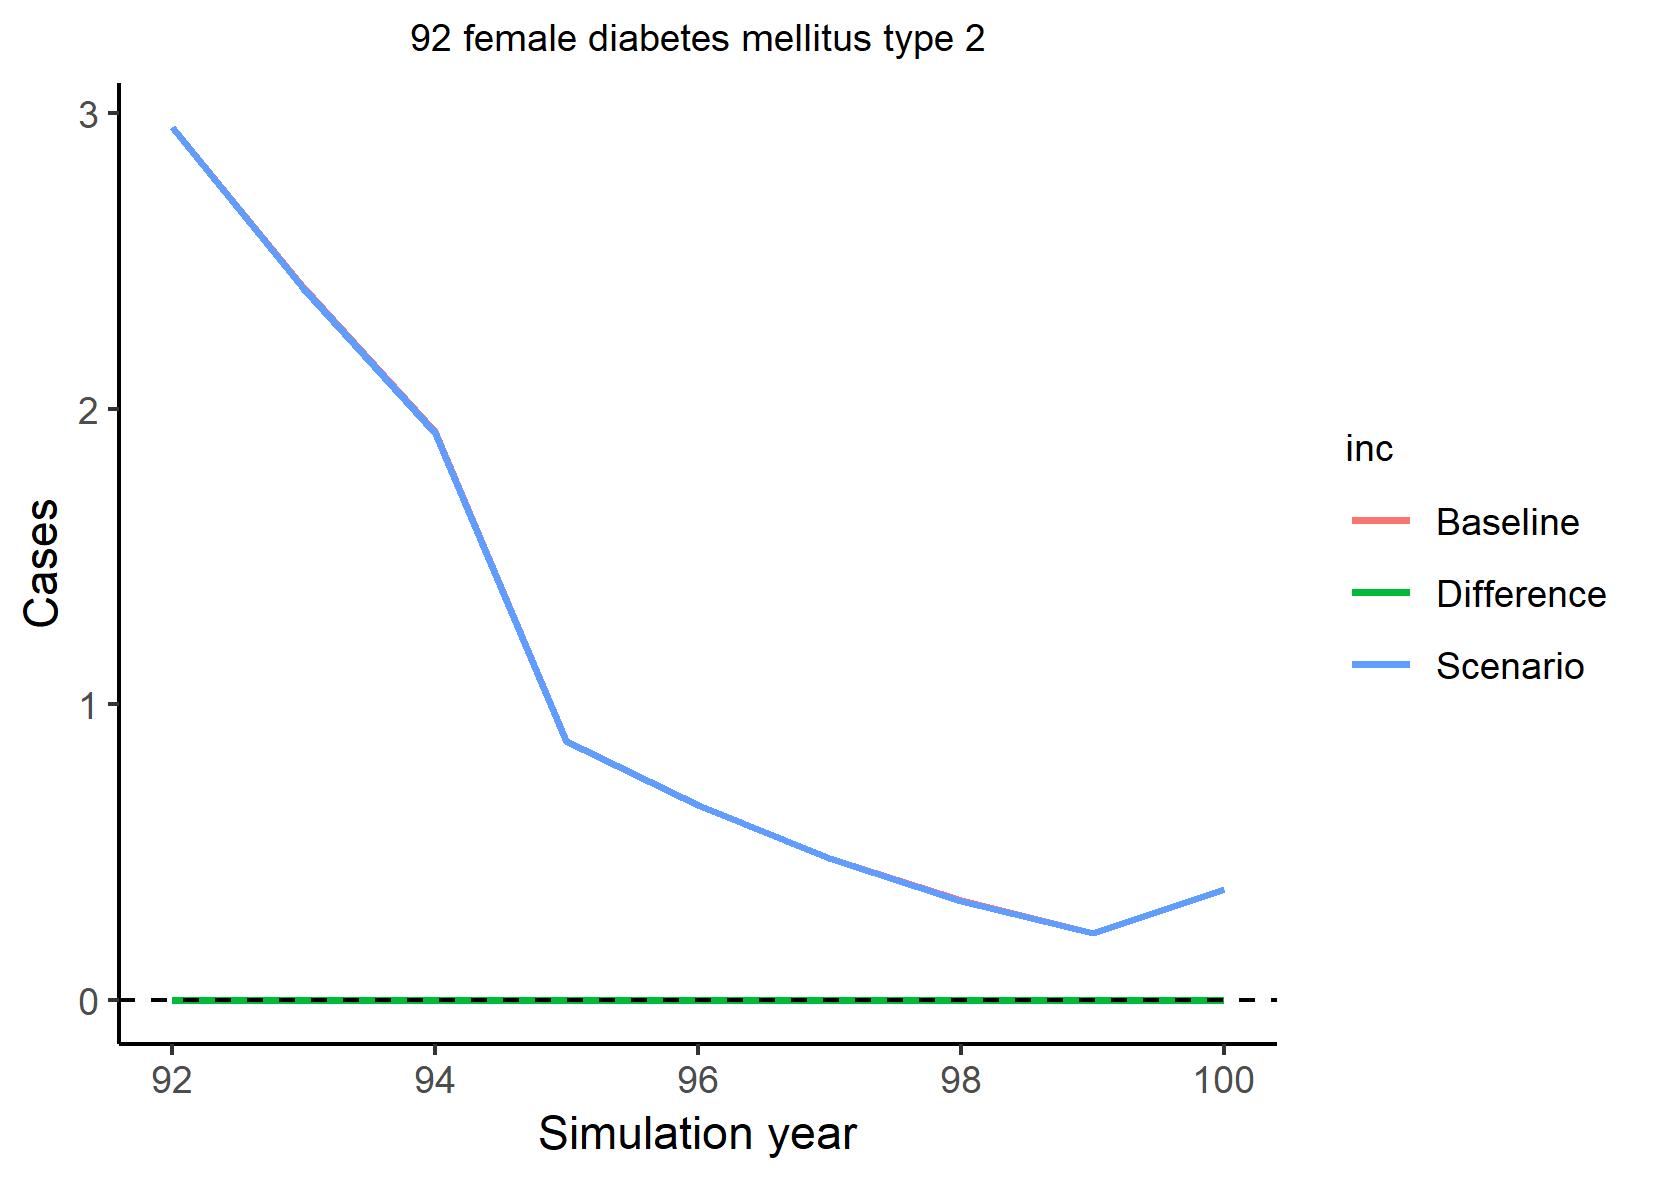 92 female diabetes mellitus type 2
3
2
1
0
Cases
92 94 96 98 100
Simulation year
inc
Baseline
Difference
Scenario